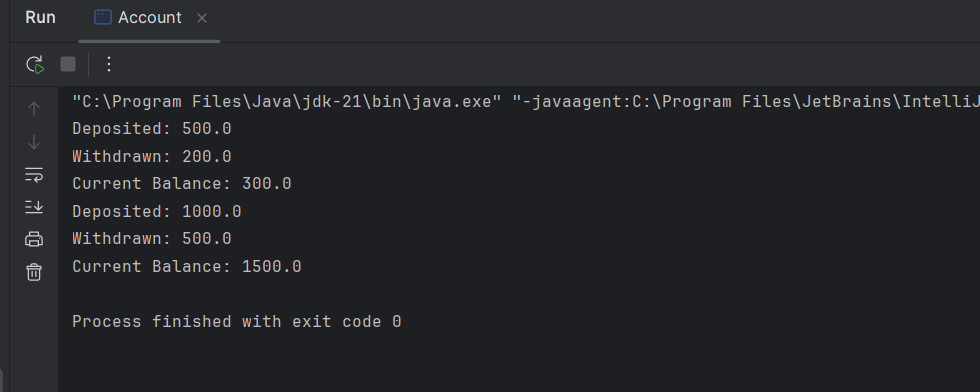 Run
Account
"C:\Program Files\Java\jdk-21\bin\java.exe" "-javaagent:C:\Program Files\JetBrains\IntelliJ
Deposited: 500.0
Withdrawn: 200.0
Current Balance: 300.0
Deposited: 1000.0
Withdrawn: 500.0
Current Balance: 1500.0
Process finished with exit code 0